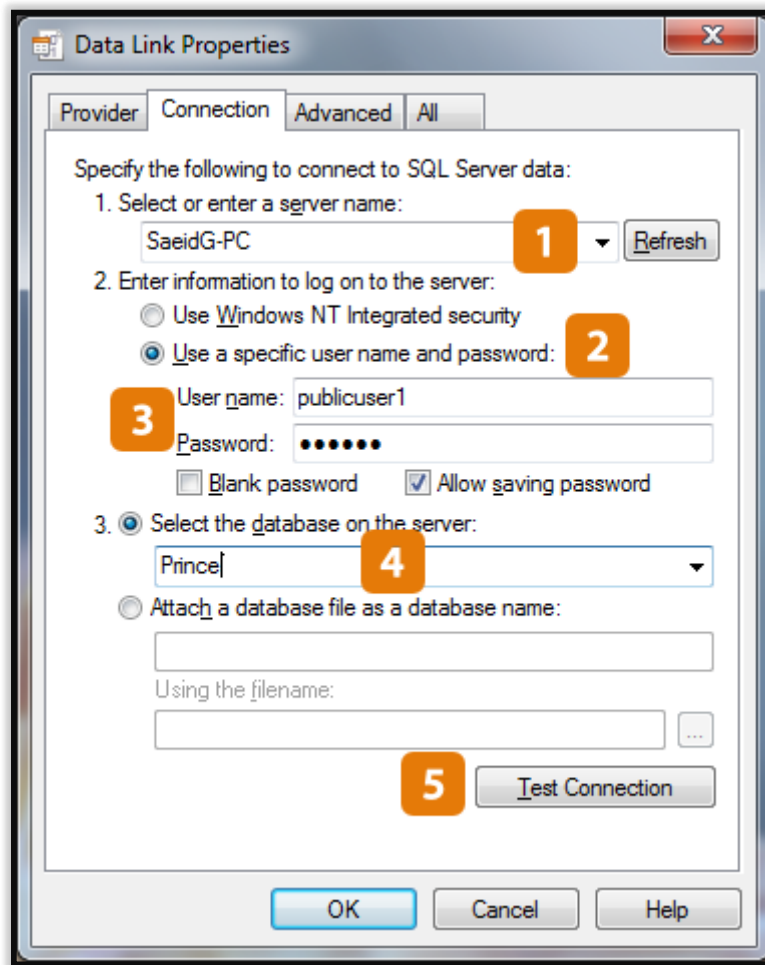 Data Link Properties
Provider Connection Advanced All
Specify the following to connect to SQL Server data:
1. Select or enter a server name:
SaeidG-PC 1 Refresh
2. Enter information to log on to the server:
Use Windows NT Integrated security
Use a specific user name and password: 2
3 User name: publicuser1
Password: ●●●●●●
Blank password Allow saving password
3. Select the database on the server:
Prince 4
Attach a database file as a database name:
Using the filename:
...
5 Test Connection
OK Cancel Help